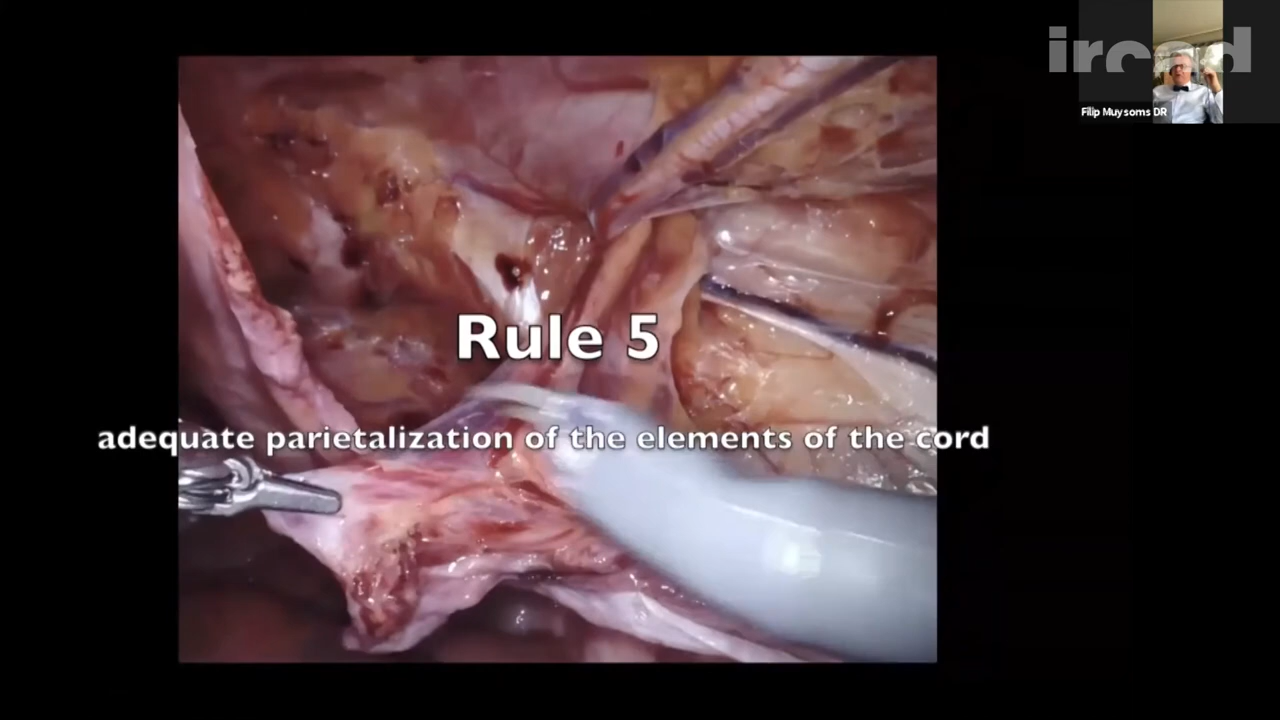 ircad
Filip Muysoms DR
Rule 5
adequate parietalization of the elements of the cord